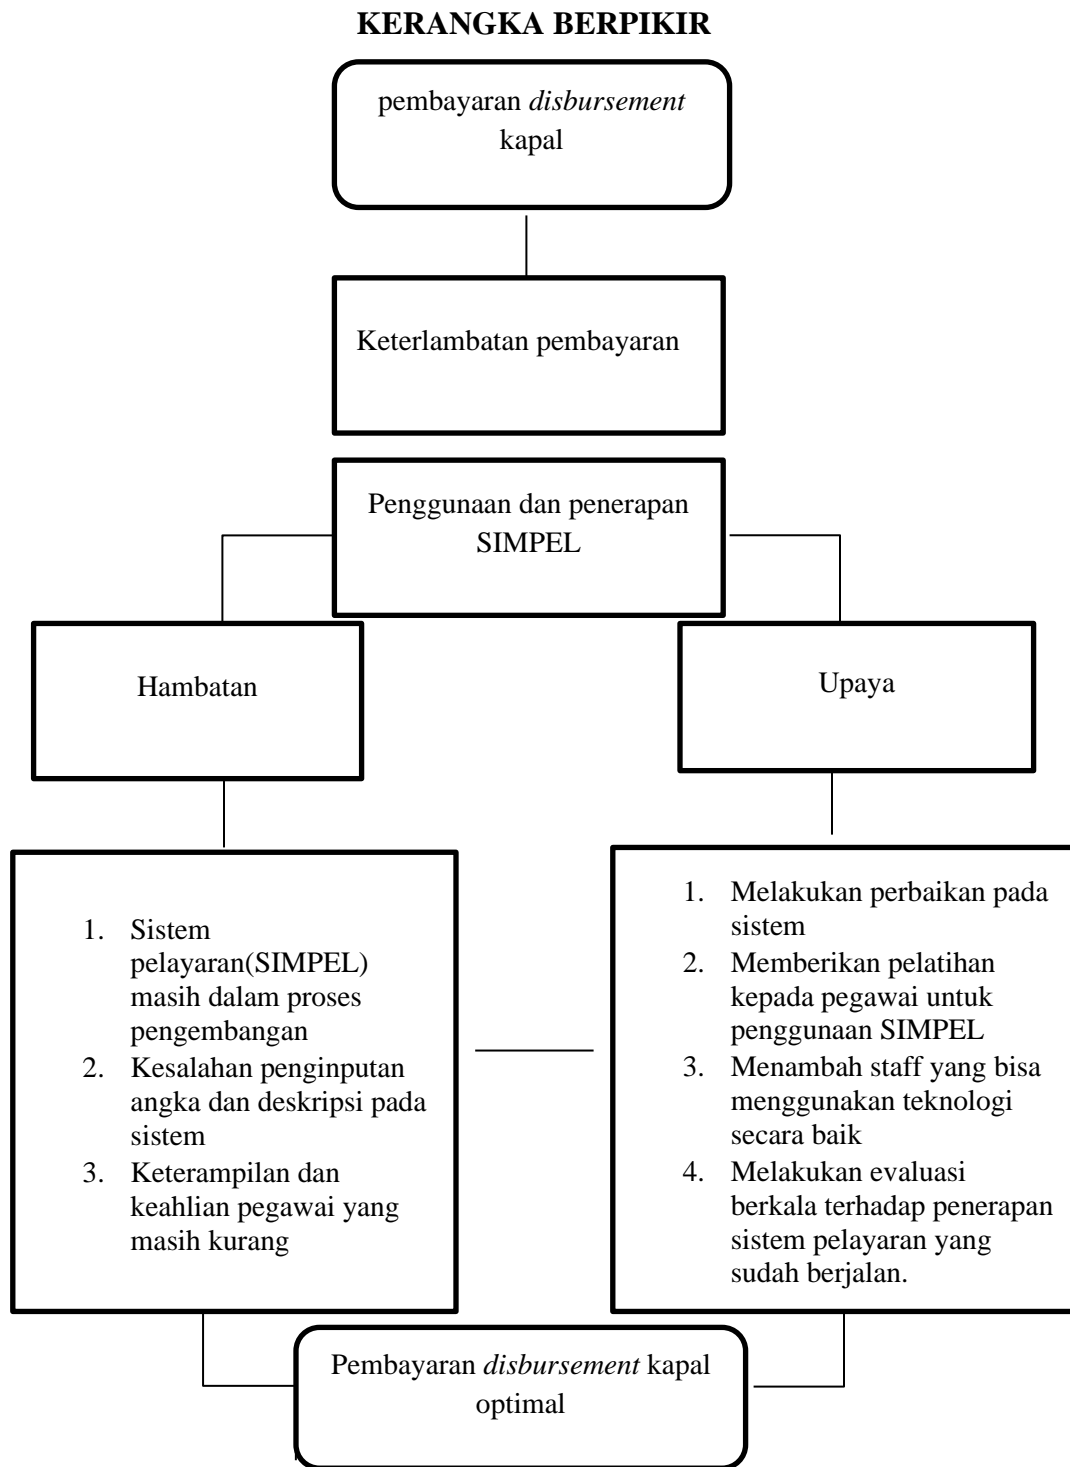 KERANGKA BERPIKIR
pembayaran disbursement
kapal
Keterlambatan pembayaran
Penggunaan dan penerapan
SIMPEL
Hambatan
Upaya
1. Sistem
pelayaran(SIMPEL)
masih dalam proses
pengembangan
2. Kesalahan penginputan
angka dan deskripsi pada
sistem
3. Keterampilan dan
keahlian pegawai yang
masih kurang
1. Melakukan perbaikan pada
sistem
2. Memberikan pelatihan
kepada pegawai untuk
penggunaan SIMPEL
3. Menambah staff yang bisa
menggunakan teknologi
secara baik
4. Melakukan evaluasi
berkala terhadap penerapan
sistem pelayaran yang
sudah berjalan.
Pembayaran disbursement kapal
optimal